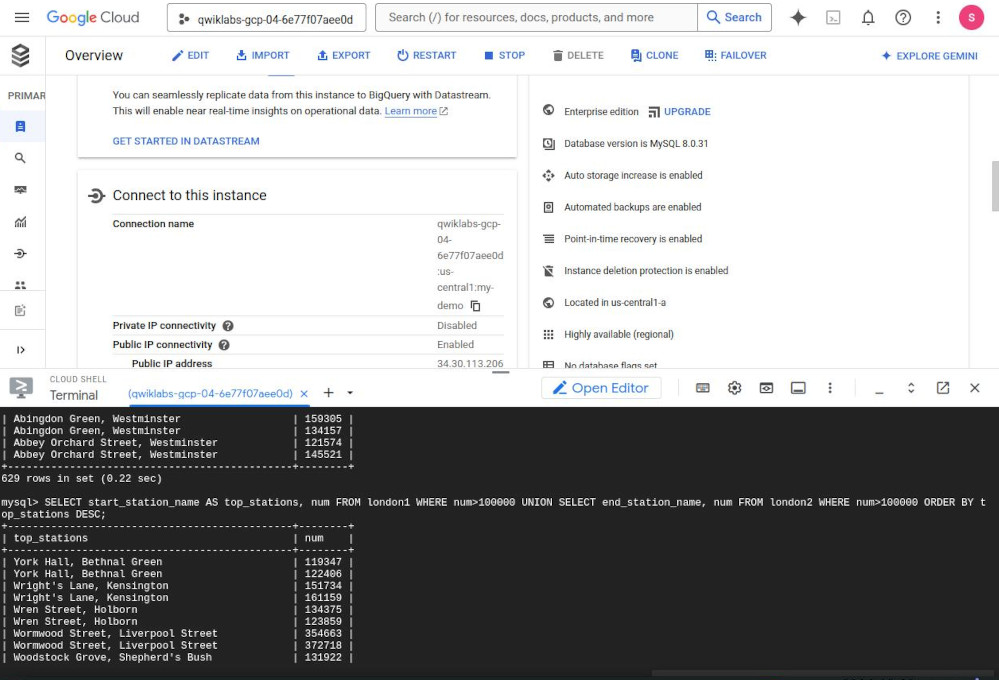 Google Cloud
qwiklabs-gcp-04-6e77f07aee0d
Search (/) for resources, docs, products, and more
Search
S
Overview
EDIT
IMPORT
EXPORT
RESTART
STOP
DELETE
CLONE
FAILOVER
EXPLORE GEMINI
PRIMAR
You can seamlessly replicate data from this instance to BigQuery with Datastream.
This will enable near real-time insights on operational data. Learn more
GET STARTED IN DATASTREAM
Connect to this instance
Connection name
qwiklabs-gcp-
04-
6e77f07aee0d
:us-
central1:my-
demo
Private IP connectivity
Disabled
Public IP connectivity
Enabled
Public IP address
34.30.113.206
Enterprise edition
UPGRADE
Database version is MySQL 8.0.31
Auto storage increase is enabled
Automated backups are enabled
Point-in-time recovery is enabled
Instance deletion protection is enabled
Located in us-central1-a
Highly available (regional)
No database flags set
CLOUD SHELL
Terminal
(qwiklabs-gcp-04-6e77f07aee0d)
Open Editor
| Abingdon Green, Westminster | 159305 |
| Abingdon Green, Westminster | 134157 |
| Abbey Orchard Street, Westminster | 121574 |
| Abbey Orchard Street, Westminster | 145521 |
+----------------------------------------------+--------+
629 rows in set (0.22 sec)
mysql> SELECT start_station_name AS top_stations, num FROM london1 WHERE num>100000 UNION SELECT end_station_name, num FROM london2 WHERE num>100000 ORDER BY t
op_stations DESC;
+----------------------------------------------+--------+
| top_stations | num |
+----------------------------------------------+--------+
| York Hall, Bethnal Green | 119347 |
| York Hall, Bethnal Green | 122406 |
| Wright's Lane, Kensington | 151734 |
| Wright's Lane, Kensington | 161159 |
| Wren Street, Holborn | 134375 |
| Wren Street, Holborn | 123859 |
| Wormwood Street, Liverpool Street | 354663 |
| Wormwood Street, Liverpool Street | 372718 |
| Woodstock Grove, Shepherd's Bush | 131922 |